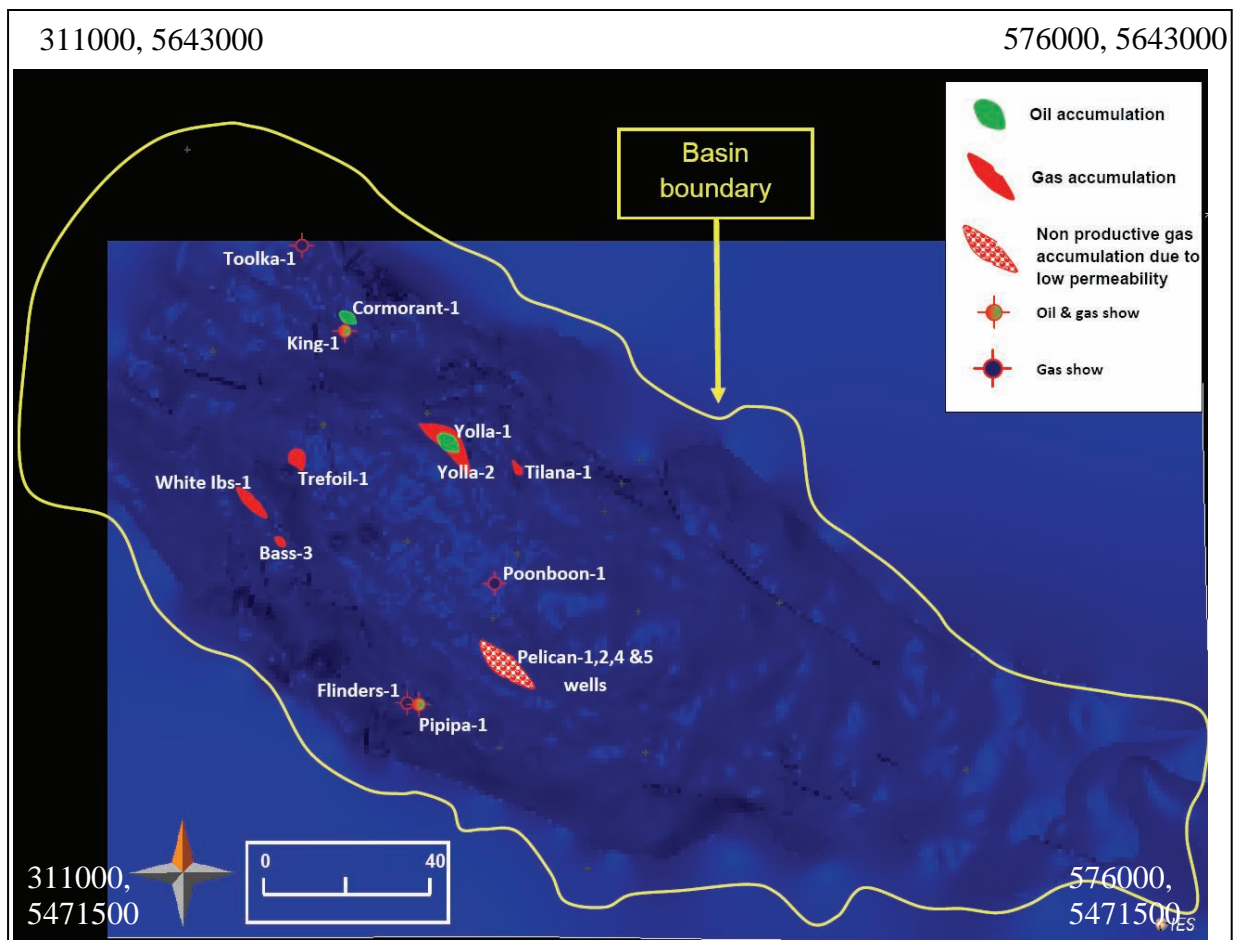 311000, 5643000
576000, 5643000
Basin
boundary
Oil accumulation
Gas accumulation
Non productive gas
accumulation due to
low permeability
Oil & gas show
Gas show
Toolka-1
Cormorant-1
King-1
Yolla-1
Yolla-2
Tilana-1
Trefoil-1
White Ibs-1
Bass-3
Poonboon-1
Pelican-1,2,4 &5
wells
Flinders-1
Pipipa-1
0 40
311000,
5471500
576000,
5471500
IES